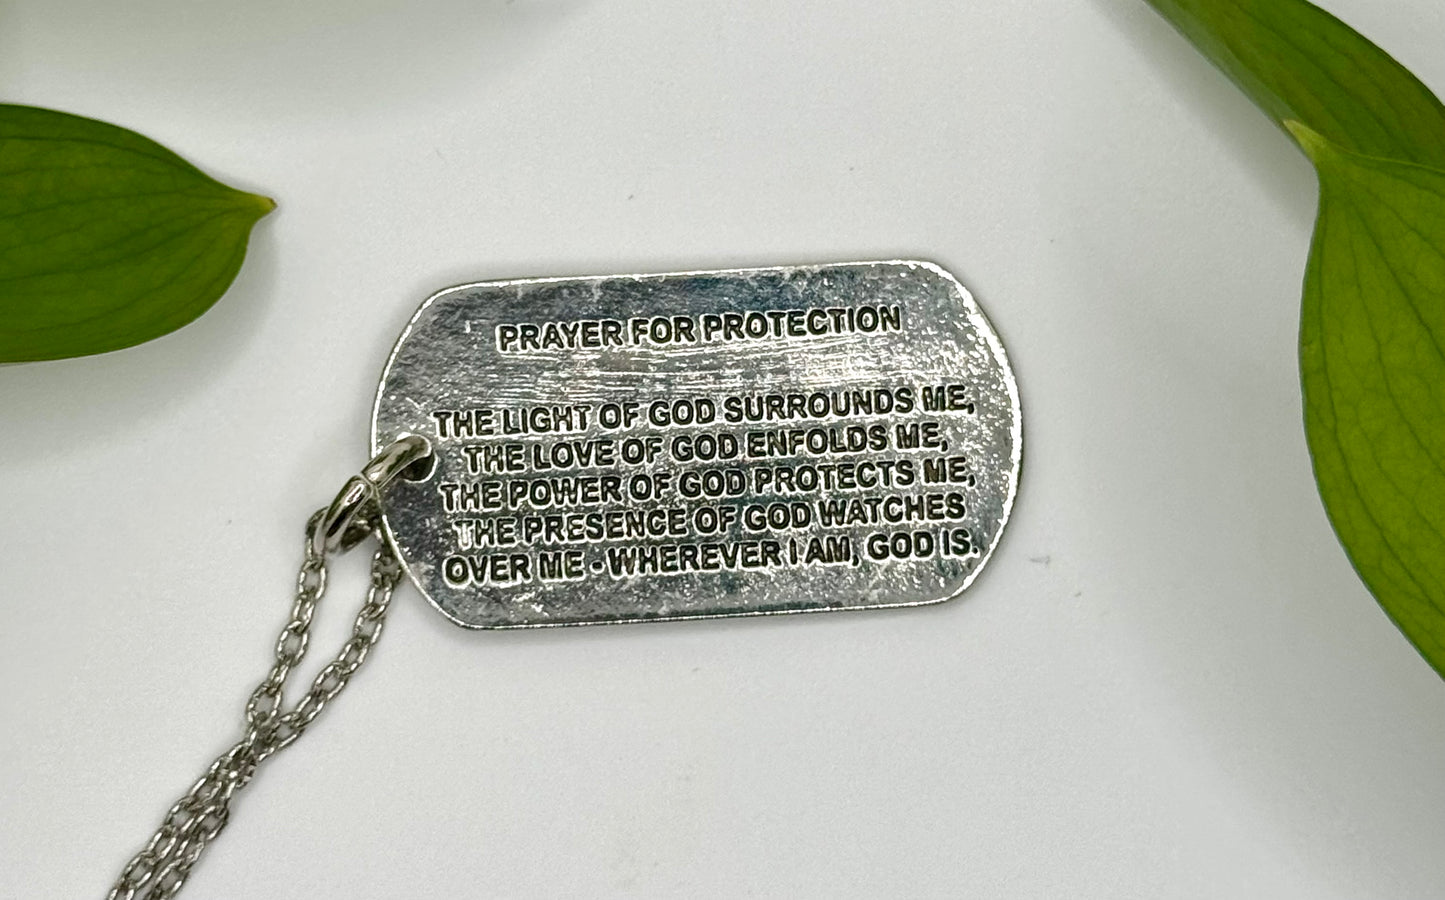 PRAYER FOR PROTECTION
THE LIGHT OF GOD SURROUNDS ME,
THE LOVE OF GOD ENFOLDS ME,
THE POWER OF GOD PROTECTS ME,
THE PRESENCE OF GOD WATCHES
OVER ME · WHEREVER I AM, GOD IS.